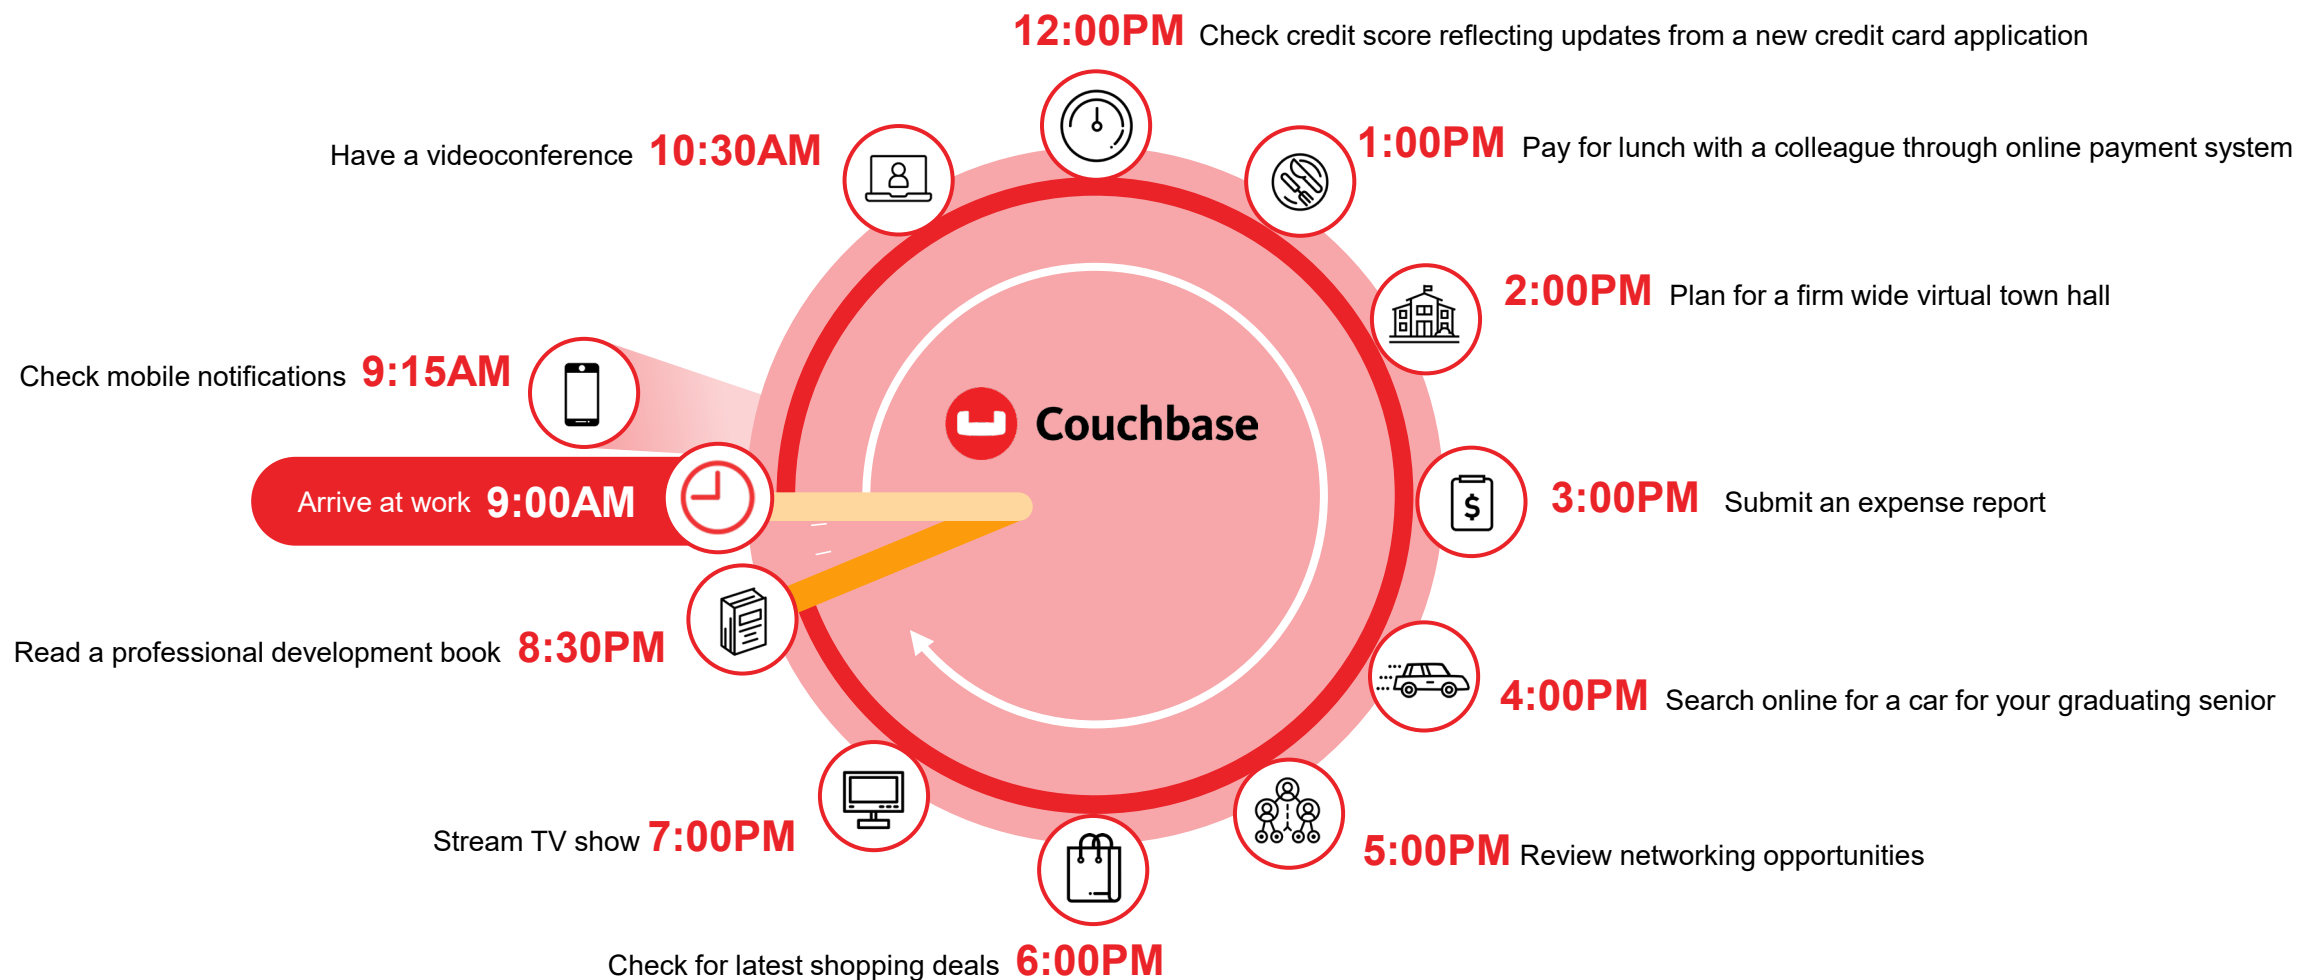 12:00PM Check credit score reflecting updates from a new credit card application
Have a videoconference 10:30AM
1:00PM Pay for lunch with a colleague through online payment system
2:00PM Plan for a firm wide virtual town hall
Check mobile notifications 9:15AM
Couchbase
Arrive at work 9:00AM
3:00PM Submit an expense report
$
Read a professional development book 8:30PM
4:00PM Search online for a car for your graduating senior
Stream TV show 7:00PM
5:00PM Review networking opportunities
Check for latest shopping deals 6:00PM